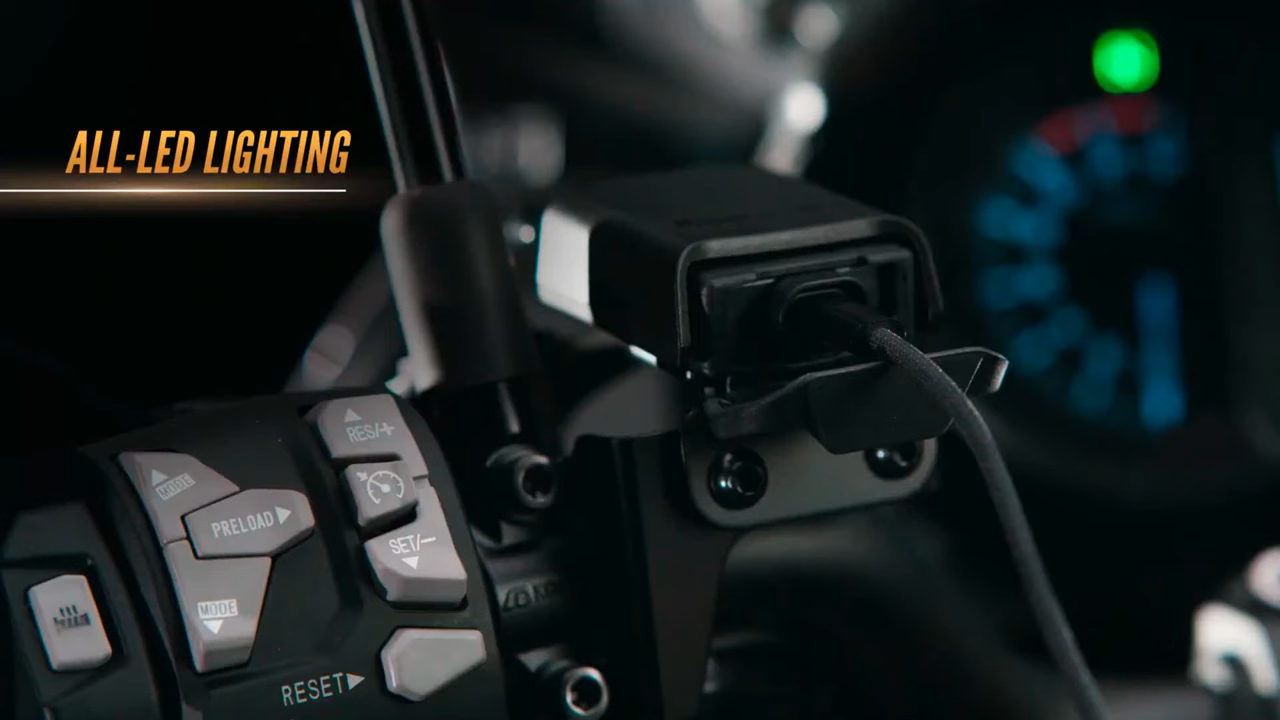 ALL-LED LIGHTING
RES/+
MODE
PRELOAD
SET/–
MODE
RESET